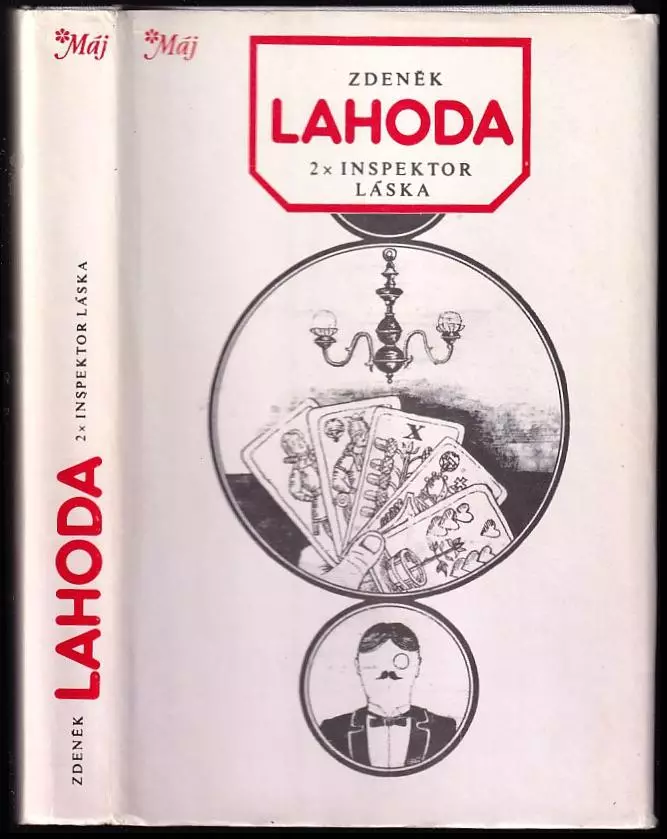 *Máj
*Máj
ZDENĚK
LAHODA
2× INSPEKTOR
LÁSKA
X
ZDENĚK
LAHODA
2× INSPEKTOR LÁSKA